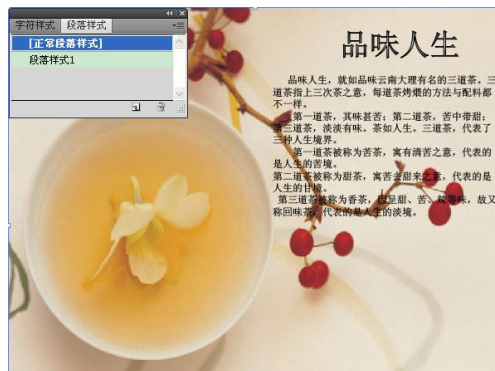 字符样式 段落样式
[正常段落样式]
段落样式1
品味人生
品味人生，就如品味云南大理有名的三道茶。三
道茶指上三次茶之意，每道茶烤煨的方法与配料都
不一样。
第一道茶，其味甚苦；第二道茶，苦中带甜；
第三道茶，淡淡有味。茶如人生。三道茶，代表了
三种人生境界。
第一道茶被称为苦茶，寓有清苦之意，代表的
是人生的苦境。
第二道茶被称为甜茶，寓苦去甜来之意，代表的是
人生的甘境。
第三道茶被称为香茶，因呈甜、苦、辣等味，故又
称回味茶，代表的是人生的淡境。